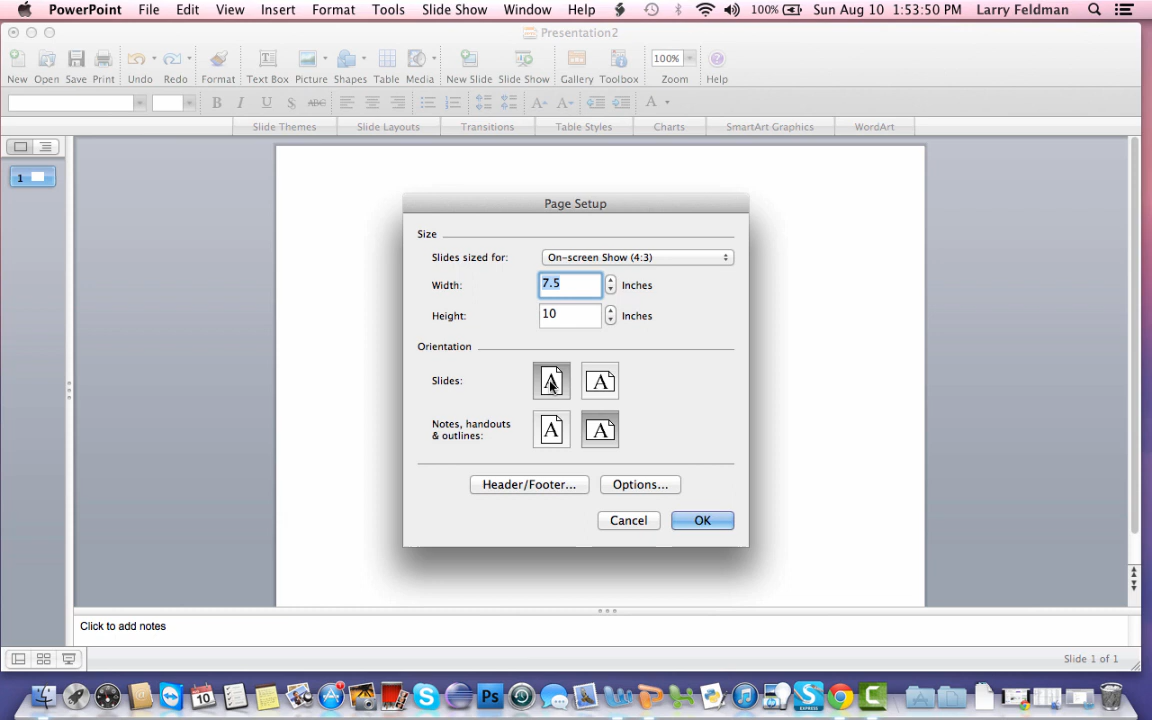 PowerPoint File Edit View Insert Format Tools Slide Show Window Help 100% Sun Aug 10 1:53:50 PM Larry Feldman
Presentation2
New Open Save Print Undo Redo Format Text Box Picture Shapes Table Media New Slide Slide Show Gallery Toolbox 100% Zoom Help
B I U S ABC A A A
Slide Themes Slide Layouts Transitions Table Styles Charts SmartArt Graphics WordArt
1
Page Setup
Size
Slides sized for: On-screen Show (4:3)
Width: 7.5 Inches
Height: 10 Inches
Orientation
Slides: A A
Notes, handouts
& outlines: A A
Header/Footer... Options...
Cancel OK
Click to add notes
Slide 1 of 1
10 Ps EXPRESS